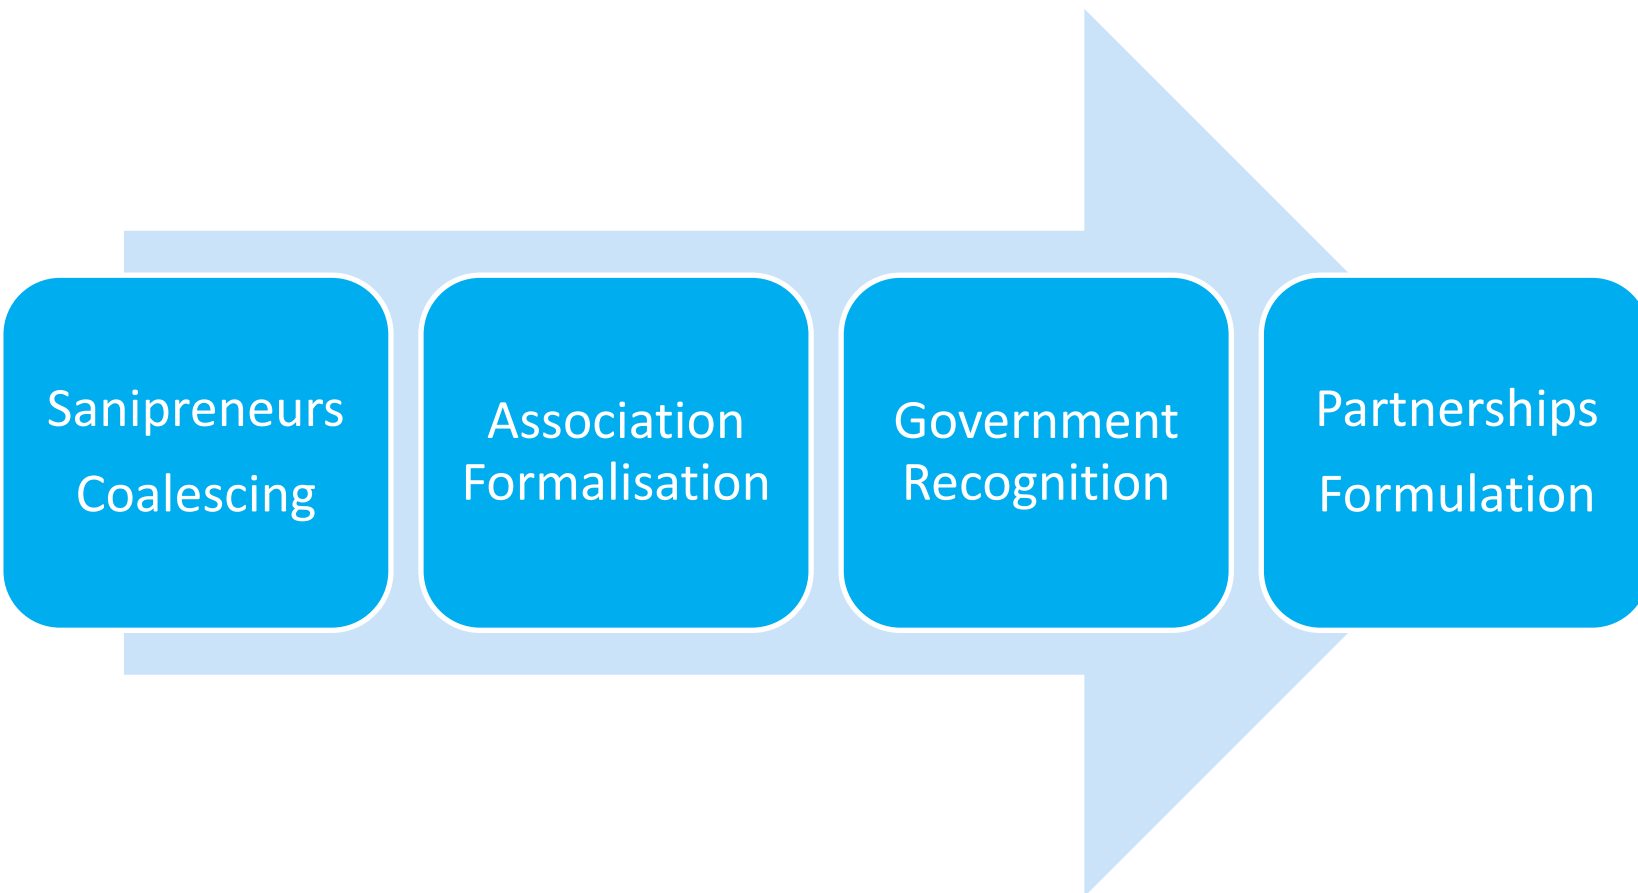 Sanipreneurs
Coalescing
Association
Formalisation
Government
Recognition
Partnerships
Formulation